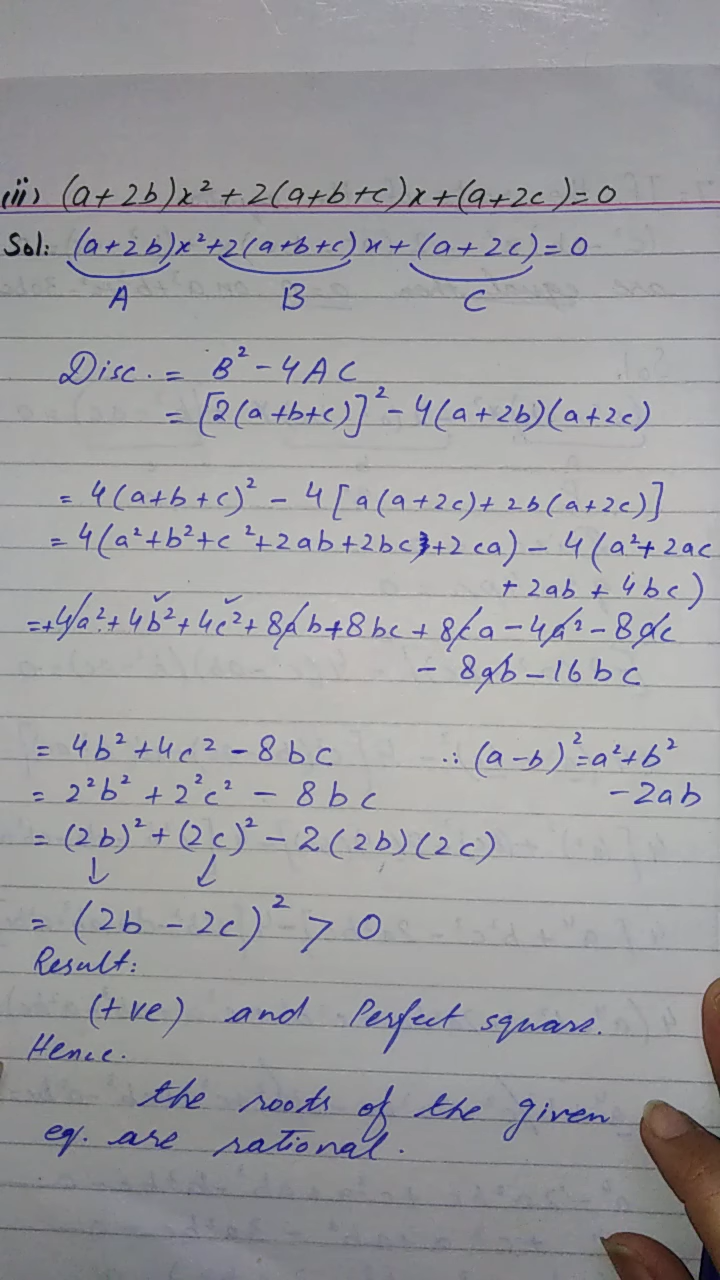 (ii) (a+2b)x² + 2(a+b+c)x+(a+2c)=0
Sol: (a+2b)x²+2(a+b+c)x+(a+2c)=0
A B C
Disc. = B² - 4AC
= [2(a+b+c)]² - 4(a+2b)(a+2c)
= 4(a+b+c)² - 4[a(a+2c)+2b(a+2c)]
= 4(a²+b²+c²+2ab+2bc+2ca) - 4(a²+2ac
+2ab+4bc)
=+4a²+4b²+4c²+8ab+8bc+8ca-4a²-8ac
-8ab-16bc
= 4b²+4c²-8bc ∴(a-b)²=a²+b²
= 2²b² + 2²c² - 8bc -2ab
= (2b)²+(2c)²-2(2b)(2c)
↓ ↓
= (2b-2c)² > 0
Result:
(+ve) and Perfect square.
Hence.
the roots of the given
eq. are rational.